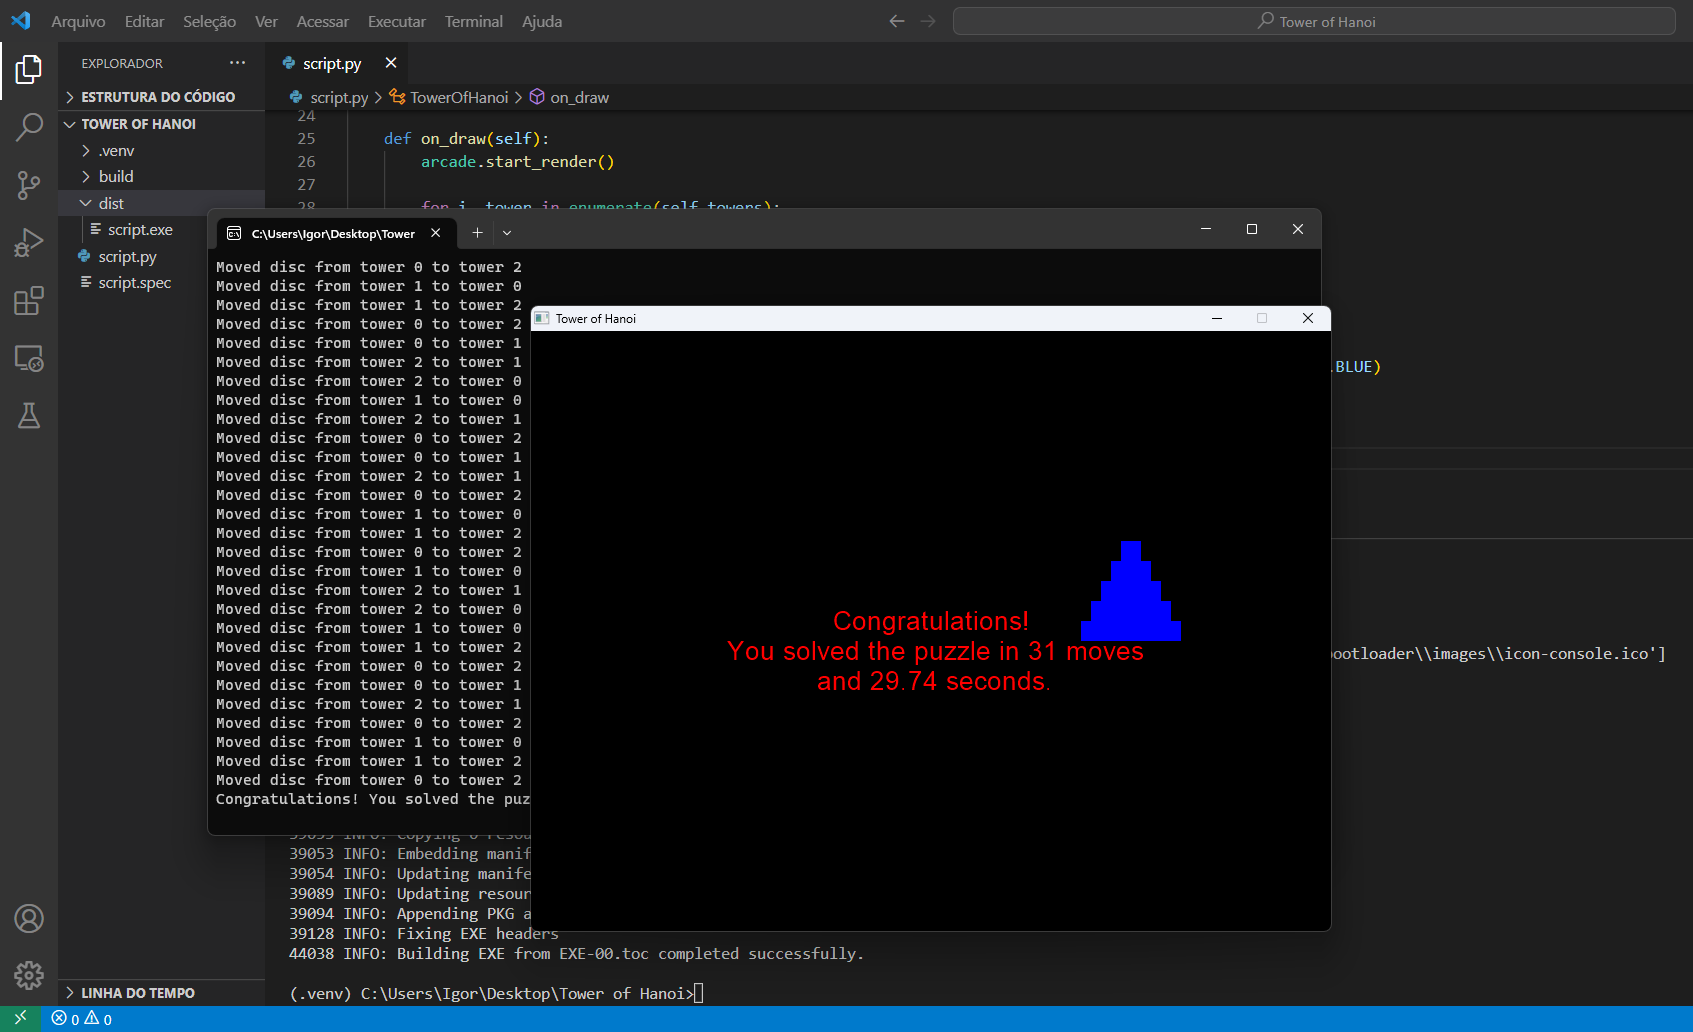 Arquivo Editar Seleção Ver Acessar Executar Terminal Ajuda
Tower of Hanoi
EXPLORADOR
ESTRUTURA DO CÓDIGO
TOWER OF HANOI
.venv
build
dist
script.exe
script.py
script.spec
LINHA DO TEMPO
script.py
script.py > TowerOfHanoi > on_draw
24
25 def on_draw(self):
26 arcade.start_render()
27
28 for i, tower in enumerate(self.towers):
.BLUE)
C:\Users\Igor\Desktop\Tower
Moved disc from tower 0 to tower 2
Moved disc from tower 1 to tower 0
Moved disc from tower 1 to tower 2
Moved disc from tower 0 to tower 2
Moved disc from tower 0 to tower 1
Moved disc from tower 2 to tower 1
Moved disc from tower 2 to tower 0
Moved disc from tower 1 to tower 0
Moved disc from tower 2 to tower 1
Moved disc from tower 0 to tower 2
Moved disc from tower 0 to tower 1
Moved disc from tower 2 to tower 1
Moved disc from tower 0 to tower 2
Moved disc from tower 1 to tower 0
Moved disc from tower 1 to tower 2
Moved disc from tower 0 to tower 2
Moved disc from tower 1 to tower 0
Moved disc from tower 2 to tower 1
Moved disc from tower 2 to tower 0
Moved disc from tower 1 to tower 0
Moved disc from tower 1 to tower 2
Moved disc from tower 0 to tower 2
Moved disc from tower 0 to tower 1
Moved disc from tower 2 to tower 1
Moved disc from tower 0 to tower 2
Moved disc from tower 1 to tower 0
Moved disc from tower 1 to tower 2
Moved disc from tower 0 to tower 2
Congratulations! You solved the puz
Tower of Hanoi
Congratulations!
You solved the puzzle in 31 moves
and 29.74 seconds.
ootloader\\images\\icon-console.ico']
INFO: Copying 0 resou
39053 INFO: Embedding manif
39054 INFO: Updating manife
39089 INFO: Updating resour
39094 INFO: Appending PKG a
39128 INFO: Fixing EXE headers
44038 INFO: Building EXE from EXE-00.toc completed successfully.
(.venv) C:\Users\Igor\Desktop\Tower of Hanoi>
0 0